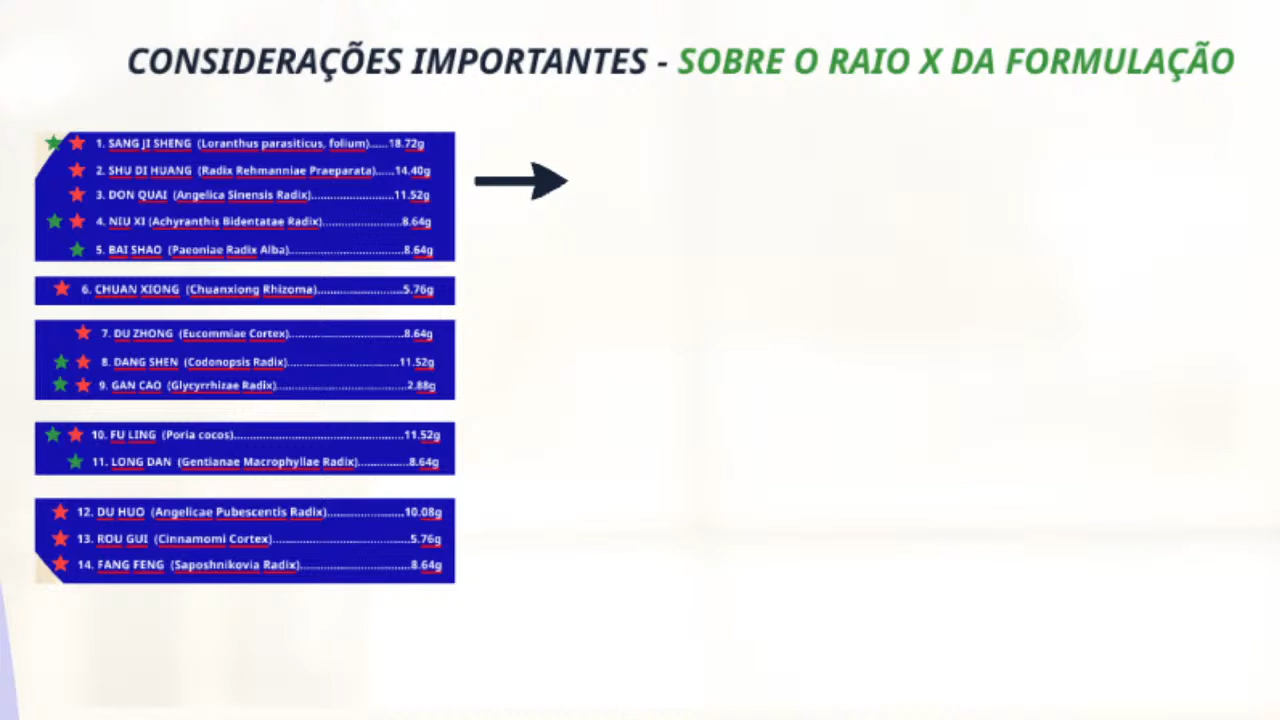 CONSIDERAÇÕES IMPORTANTES - SOBRE O RAIO X DA FORMULAÇÃO
1. SANG JI SHENG (Loranthus parasiticus, folium)......18.72g
2. SHU DI HUANG (Radix Rehmanniae Praeparata)......14.40g
3. DON QUAI (Angelica Sinensis Radix)..........................11.52g
4. NIU XI (Achyranthis Bidentatae Radix).........................8.64g
5. BAI SHAO (Paeoniae Radix Alba)....................................8.64g
6. CHUAN XIONG (Chuanxiong Rhizoma)...........................5.76g
7. DU ZHONG (Eucommiae Cortex)....................................8.64g
8. DANG SHEN (Codonopsis Radix)...................................11.52g
9. GAN CAO (Glycyrrhizae Radix).........................................2.88g
10. FU LING (Poria cocos).....................................................11.52g
11. LONG DAN (Gentianae Macrophyllae Radix)................8.64g
12. DU HUO (Angelicae Pubescentis Radix)........................10.08g
13. ROU GUI (Cinnamomi Cortex)..........................................5.76g
14. FANG FENG (Saposhnikovia Radix)..................................8.64g